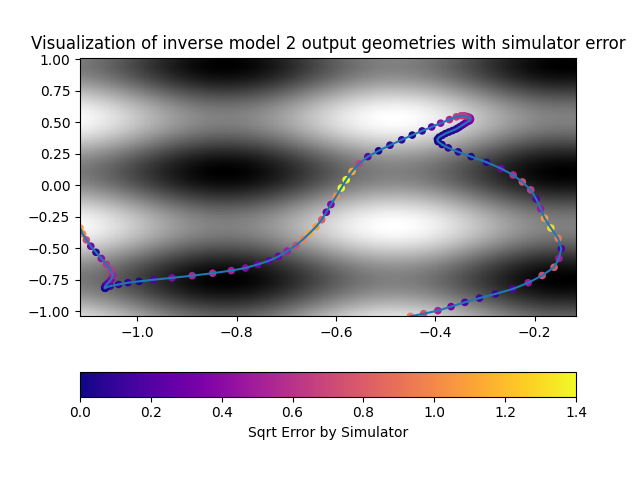 Visualization of inverse model 2 output geometries with simulator error
1.00
0.75
0.50
0.25
0.00
−0.25
−0.50
−0.75
−1.00
−1.0 −0.8 −0.6 −0.4 −0.2
0.0 0.2 0.4 0.6 0.8 1.0 1.2 1.4
Sqrt Error by Simulator